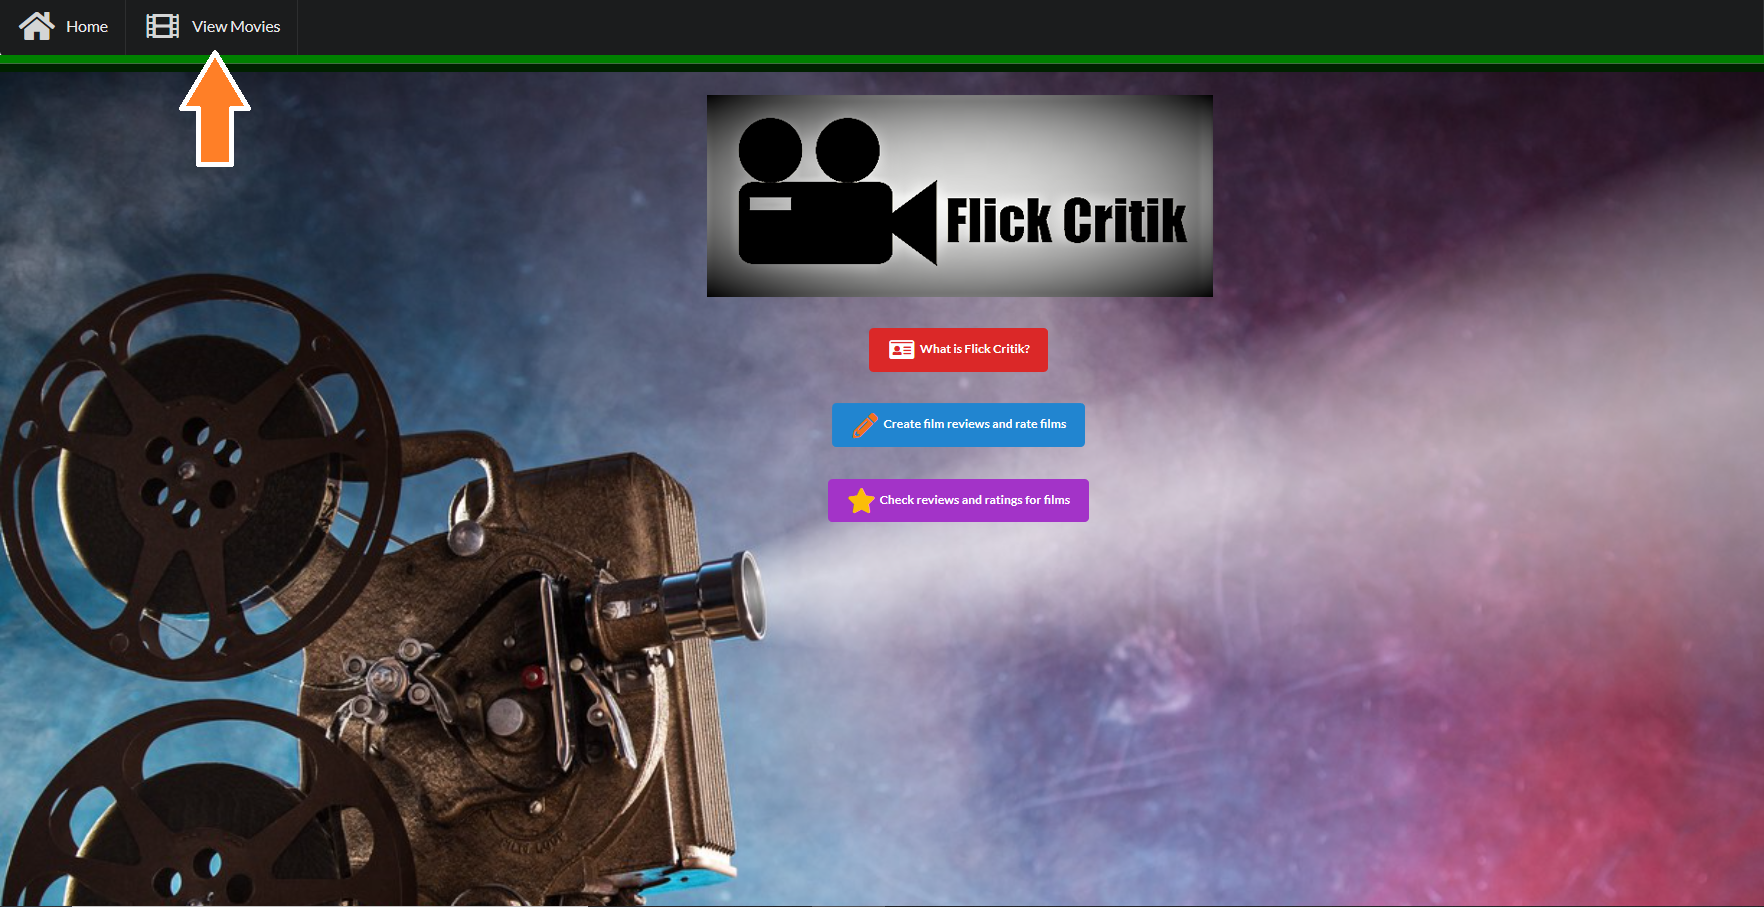 Home
View Movies
Flick Critik
What is Flick Critik?
Create film reviews and rate films
Check reviews and ratings for films